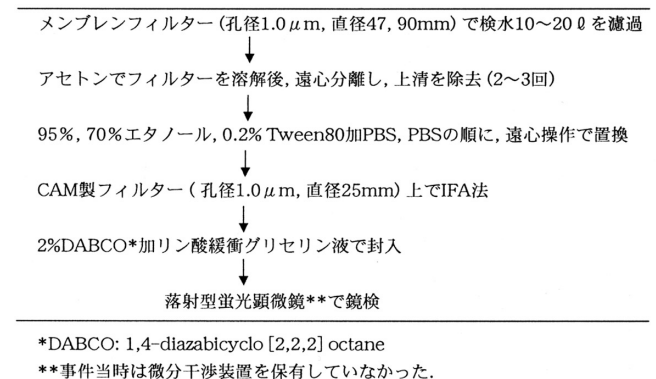 メンブレンフィルター(孔径1.0μm, 直径47, 90mm)で検水10～20ℓを濾過
アセトンでフィルターを溶解後, 遠心分離し, 上清を除去(2～3回)
95%, 70%エタノール, 0.2% Tween80加PBS, PBSの順に, 遠心操作で置換
CAM製フィルター(孔径1.0μm, 直径25mm)上でIFA法
2%DABCO*加リン酸緩衝グリセリン液で封入
落射型蛍光顕微鏡**で鏡検
*DABCO: 1,4-diazabicyclo [2,2,2] octane
**事件当時は微分干渉装置を保有していなかった.